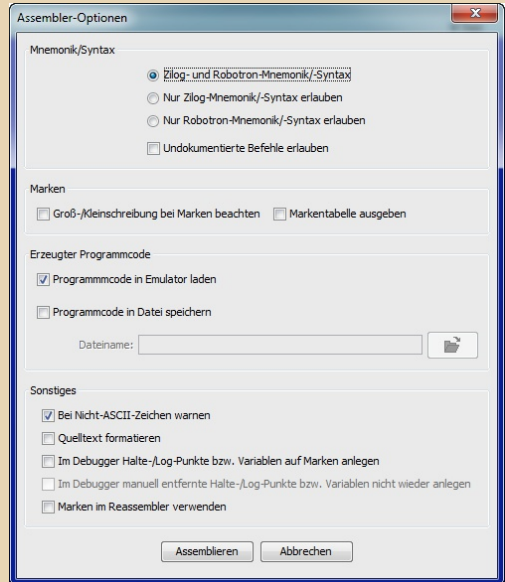 Assembler-Optionen
Mnemonik/Syntax
Zilog- und Robotron-Mnemonik/-Syntax
Nur Zilog-Mnemonik/-Syntax erlauben
Nur Robotron-Mnemonik/-Syntax erlauben
Undokumentierte Befehle erlauben
Marken
Groß-/Kleinschreibung bei Marken beachten Markentabelle ausgeben
Erzeugter Programmcode
Programmmcode in Emulator laden
Programmcode in Datei speichern
Dateiname:
Sonstiges
Bei Nicht-ASCII-Zeichen warnen
Quelltext formatieren
Im Debugger Halte-/Log-Punkte bzw. Variablen auf Marken anlegen
Im Debugger manuell entfernte Halte-/Log-Punkte bzw. Variablen nicht wieder anlegen
Marken im Reassembler verwenden
Assemblieren Abbrechen